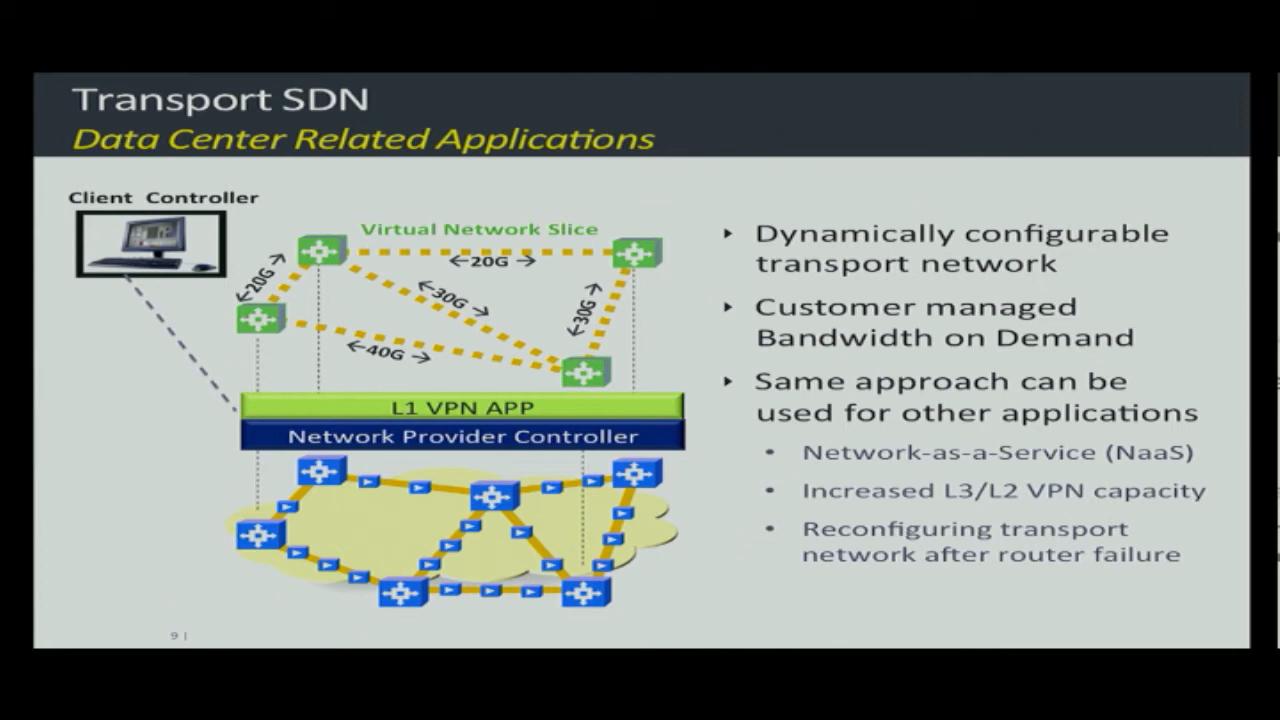 Transport SDN
Data Center Related Applications
Client Controller
Virtual Network Slice
←20G→
←20G→
←30G→
←30G→
←40G→
L1 VPN APP
Network Provider Controller
▸ Dynamically configurable
transport network
▸ Customer managed
Bandwidth on Demand
▸ Same approach can be
used for other applications
• Network-as-a-Service (NaaS)
• Increased L3/L2 VPN capacity
• Reconfiguring transport
network after router failure
9 |